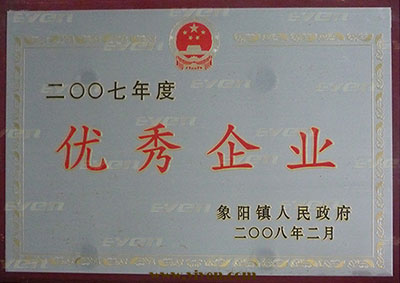 二〇〇七年度
优秀企业
象阳镇人民政府
二〇〇八年二月